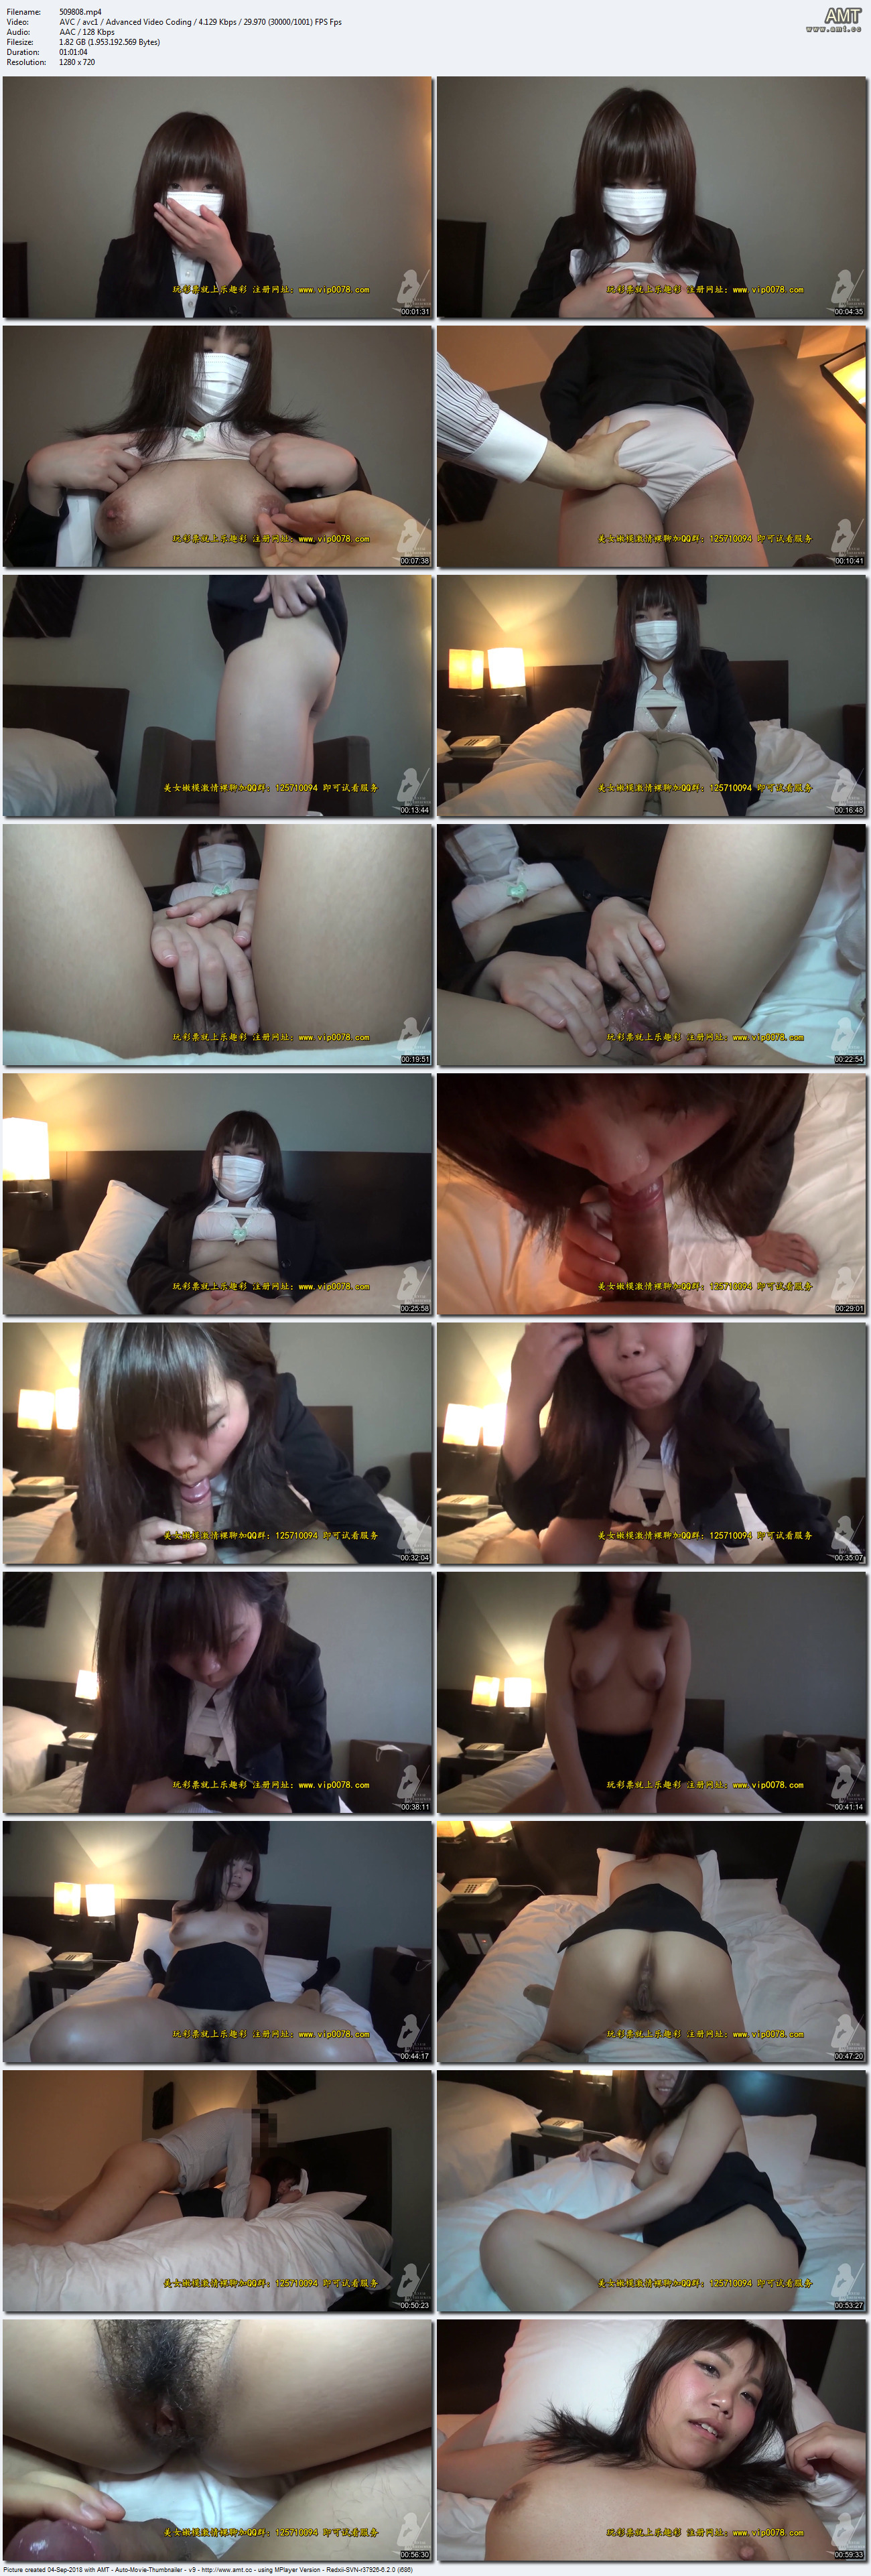 Filename: 509808.mp4
Video: AVC / avc1 / Advanced Video Coding / 4.129 Kbps / 29.970 (30000/1001) FPS Fps
Audio: AAC / 128 Kbps
Filesize: 1.82 GB (1.953.192.569 Bytes)
Duration: 01:01:04
Resolution: 1280 x 720
AMT
www.amt.cc
玩彩票就上乐趣彩 注册网址：www.vip0078.com
00:01:31
玩彩票就上乐趣彩 注册网址：www.vip0078.com
00:04:35
玩彩票就上乐趣彩 注册网址：www.vip0078.com
00:07:38
美女嫩模激情裸聊加QQ群：125710094 即可试看服务
00:10:41
美女嫩模激情裸聊加QQ群：125710094 即可试看服务
00:13:44
美女嫩模激情裸聊加QQ群：125710094 即可试看服务
00:16:48
玩彩票就上乐趣彩 注册网址：www.vip0078.com
00:19:51
玩彩票就上乐趣彩 注册网址：www.vip0078.com
00:22:54
玩彩票就上乐趣彩 注册网址：www.vip0078.com
00:25:58
美女嫩模激情裸聊加QQ群：125710094 即可试看服务
00:29:01
美女嫩模激情裸聊加QQ群：125710094 即可试看服务
00:32:04
美女嫩模激情裸聊加QQ群：125710094 即可试看服务
00:35:07
玩彩票就上乐趣彩 注册网址：www.vip0078.com
00:38:11
玩彩票就上乐趣彩 注册网址：www.vip0078.com
00:41:14
玩彩票就上乐趣彩 注册网址：www.vip0078.com
00:44:17
玩彩票就上乐趣彩 注册网址：www.vip0078.com
00:47:20
美女嫩模激情裸聊加QQ群：125710094 即可试看服务
00:50:23
美女嫩模激情裸聊加QQ群：125710094 即可试看服务
00:53:27
美女嫩模激情裸聊加QQ群：125710094 即可试看服务
00:56:30
玩彩票就上乐趣彩 注册网址：www.vip0078.com
00:59:33
Picture created 04-Sep-2018 with AMT - Auto-Movie-Thumbnailer - v9 - http://www.amt.cc - using MPlayer Version - Redxii-SVN-r37926-6.2.0 (i686)